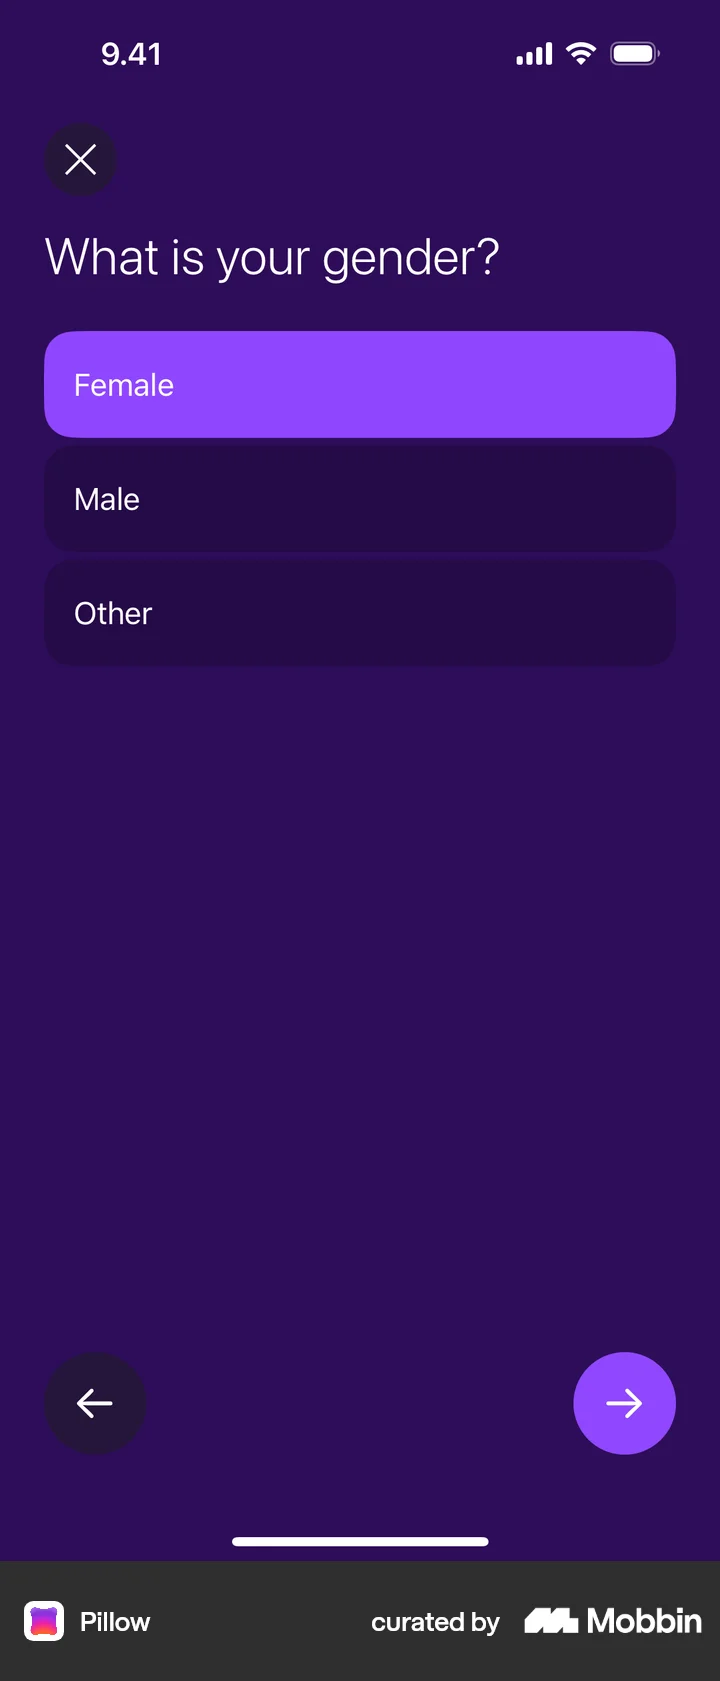 9.41
What is your gender?
Female
Male
Other
Pillow
curated by Mobbin